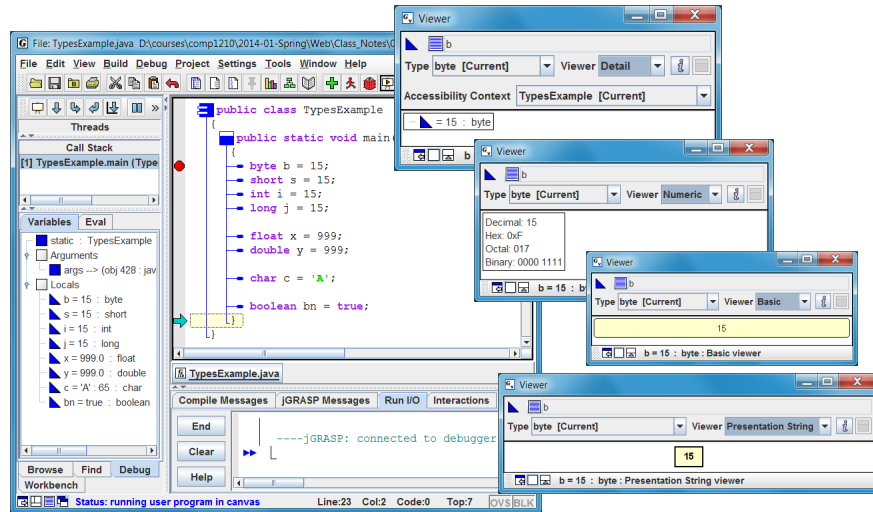 File: TypesExample.java D:\courses\comp1210\2014-01-Spring\Web\Class_Notes\
File Edit View Build Debug Project Settings Tools Window Help
Threads
Call Stack
[1] TypesExample.main (Type
Variables Eval
static : TypesExample
Arguments
args --> (obj 428 : jav
Locals
b = 15 : byte
s = 15 : short
i = 15 : int
j = 15 : long
x = 999.0 : float
y = 999.0 : double
c = 'A' : 65 : char
bn = true : boolean
Browse Find Debug
Workbench
public class TypesExample
{
public static void main(
{
byte b = 15;
short s = 15;
int i = 15;
long j = 15;
float x = 999;
double y = 999;
char c = 'A';
boolean bn = true;
}
}
TypesExample.java
Compile Messages jGRASP Messages Run I/O Interactions
End
Clear
Help
----jGRASP: connected to debugger
Status: running user program in canvas Line:23 Col:2 Code:0 Top:7 OVS BLK
Viewer
b
Type byte [Current] Viewer Detail
Accessibility Context TypesExample [Current]
= 15 : byte
b
Viewer
b
Type byte [Current] Viewer Numeric
Decimal: 15
Hex: 0xF
Octal: 017
Binary: 0000 1111
b = 15 : b
Viewer
b
Type byte [Current] Viewer Basic
15
b = 15 : byte : Basic viewer
Viewer
b
Type byte [Current] Viewer Presentation String
15
b = 15 : byte : Presentation String viewer